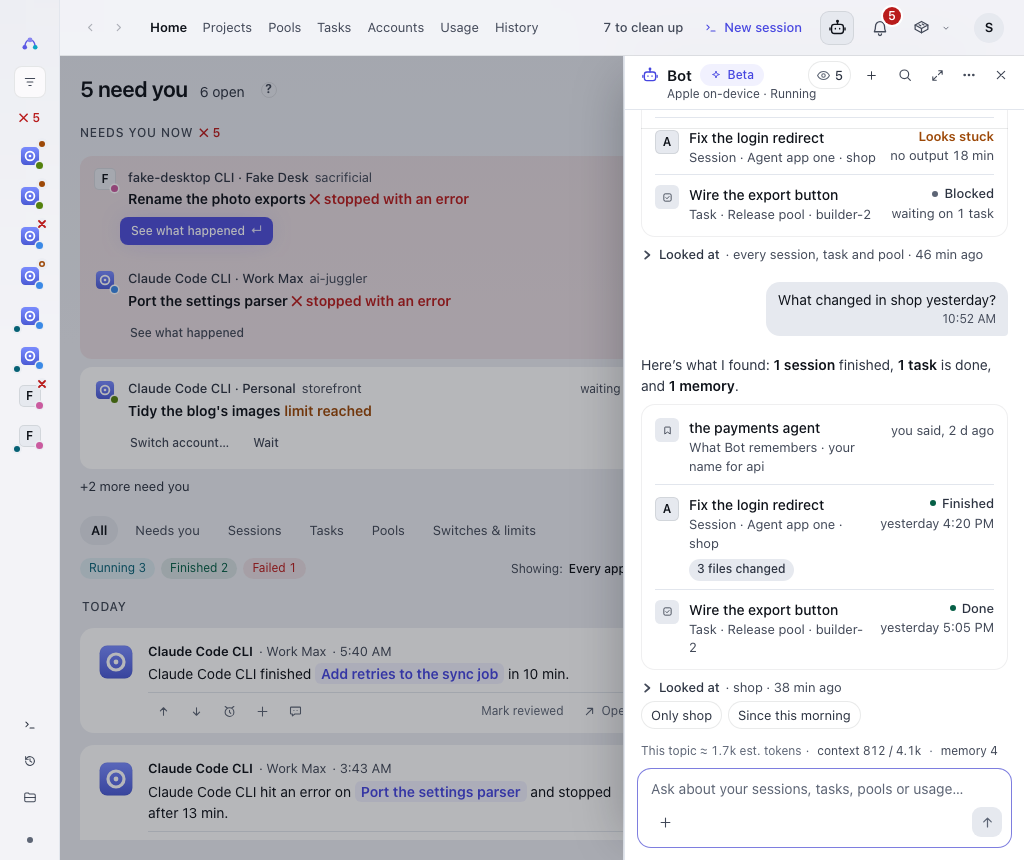 Home Projects Pools Tasks Accounts Usage History 7 to clean up New session 5 S
5
5 need you 6 open ?
NEEDS YOU NOW 5
F fake-desktop CLI · Fake Desk sacrificial
Rename the photo exports stopped with an error
See what happened
Claude Code CLI · Work Max ai-juggler
Port the settings parser stopped with an error
See what happened
Claude Code CLI · Personal storefront waiting
Tidy the blog's images limit reached
Switch account… Wait
+2 more need you
All Needs you Sessions Tasks Pools Switches & limits
Running 3 Finished 2 Failed 1 Showing: Every app
TODAY
Claude Code CLI · Work Max · 5:40 AM
Claude Code CLI finished Add retries to the sync job in 10 min.
Mark reviewed Ope
Claude Code CLI · Work Max · 3:43 AM
Claude Code CLI hit an error on Port the settings parser and stopped
after 13 min.
F
F
Bot Beta 5
Apple on-device · Running
A Fix the login redirect Looks stuck
Session · Agent app one · shop no output 18 min
Wire the export button Blocked
Task · Release pool · builder-2 waiting on 1 task
Looked at · every session, task and pool · 46 min ago
What changed in shop yesterday?
10:52 AM
Here's what I found: 1 session finished, 1 task is done,
and 1 memory.
the payments agent you said, 2 d ago
What Bot remembers · your
name for api
A Fix the login redirect Finished
Session · Agent app one · yesterday 4:20 PM
shop
3 files changed
Wire the export button Done
Task · Release pool · builder- yesterday 5:05 PM
2
Looked at · shop · 38 min ago
Only shop Since this morning
This topic ≈ 1.7k est. tokens · context 812 / 4.1k · memory 4
Ask about your sessions, tasks, pools or usage…